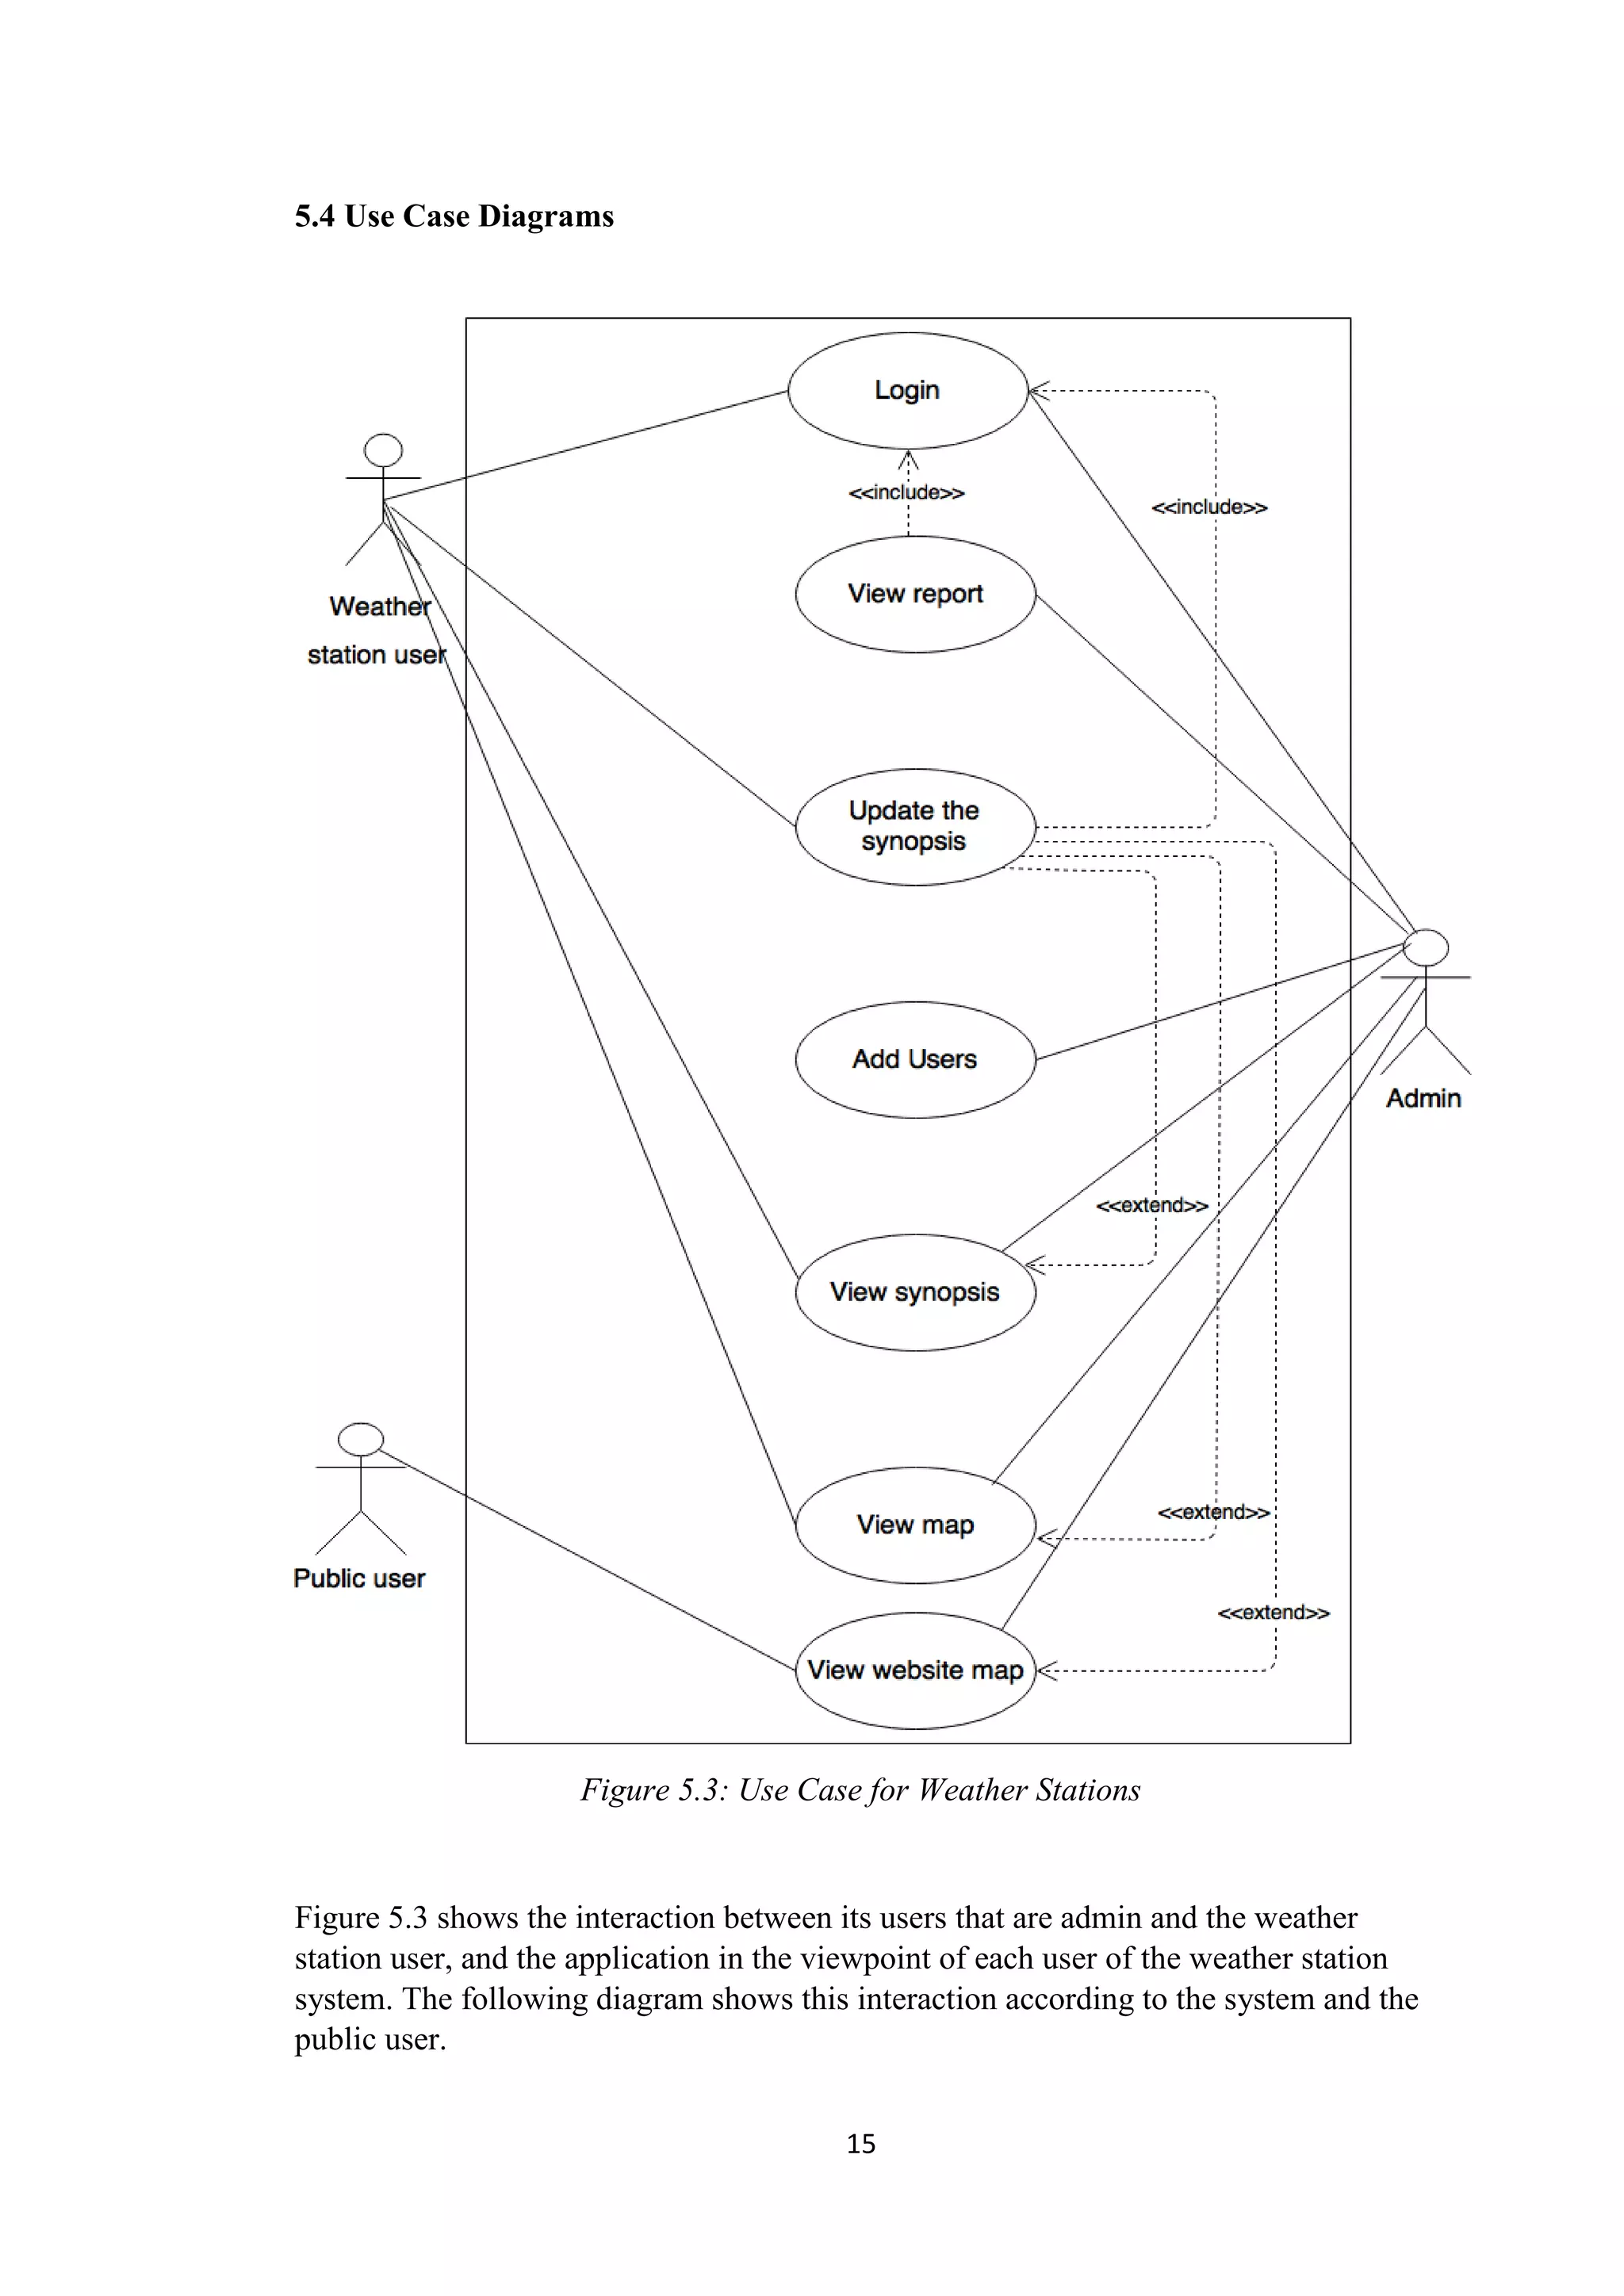 5.4 Use Case Diagrams
Login
<<include>>
<<include>>
View report
Weather
station user
Update the
synopsis
Add Users
Admin
<<extend>>
View synopsis
<<extend>>
View map
Public user
<<extend>>
View website map
Figure 5.3: Use Case for Weather Stations
Figure 5.3 shows the interaction between its users that are admin and the weather
station user, and the application in the viewpoint of each user of the weather station
system. The following diagram shows this interaction according to the system and the
public user.
15